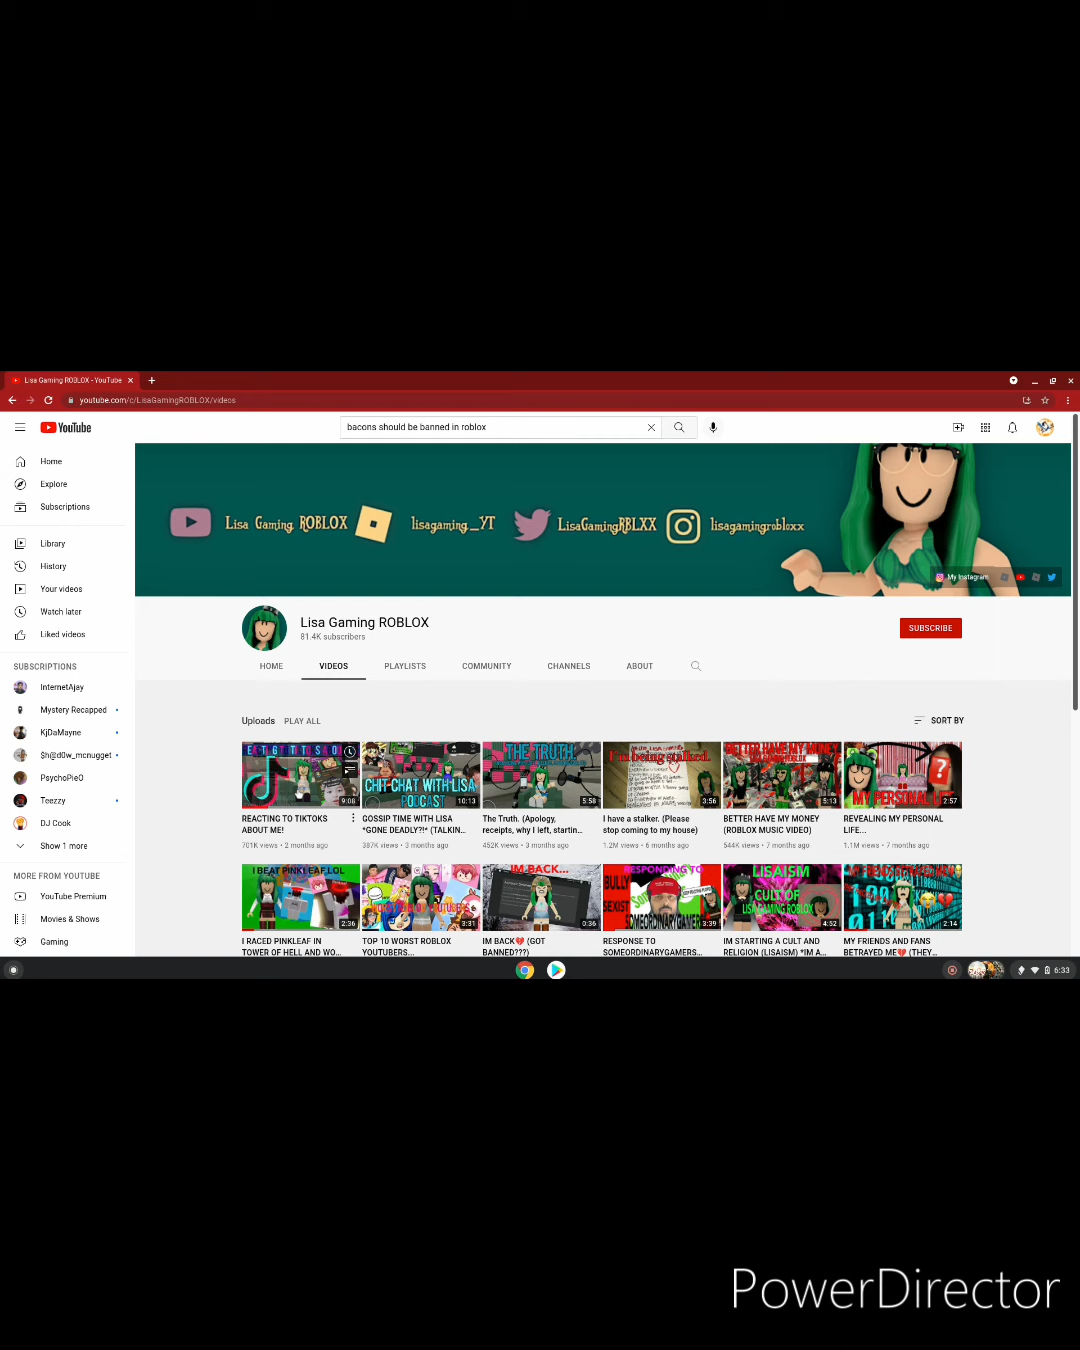 Lisa Gaming ROBLOX - YouTube
youtube.com/c/LisaGamingROBLOX/videos
YouTube
bacons should be banned in roblox
Home
Explore
Subscriptions
Library
History
Your videos
Watch later
Liked videos
SUBSCRIPTIONS
InternetAjay
Mystery Recapped
KjDaMayne
$h@d0w_mcnugget
PsychoPieO
Teezzy
DJ Cook
Show 1 more
MORE FROM YOUTUBE
YouTube Premium
Movies & Shows
Gaming
Lisa Gaming ROBLOX lisagaming_YT LisaGamingRBLXX lisagamingrobloxx
My Instagram
Lisa Gaming ROBLOX
81.4K subscribers
SUBSCRIBE
HOME VIDEOS PLAYLISTS COMMUNITY CHANNELS ABOUT
Uploads PLAY ALL SORT BY
9:08
CHIT-CHAT WITH LISA
PODCAST
10:13
THE TRUTH
5:58
I'm being stalked.
3:56
BETTER HAVE MY MONEY
5:13
MY PERSONAL
2:57
REACTING TO TIKTOKS
ABOUT ME!
701K views • 2 months ago
GOSSIP TIME WITH LISA
*GONE DEADLY?!* (TALKIN...
387K views • 3 months ago
The Truth. (Apology,
receipts, why I left, startin...
452K views • 3 months ago
I have a stalker. (Please
stop coming to my house)
1.2M views • 6 months ago
BETTER HAVE MY MONEY
(ROBLOX MUSIC VIDEO)
544K views • 7 months ago
REVEALING MY PERSONAL
LIFE...
1.1M views • 7 months ago
I BEAT PINKLEAF LOL
2:36
3:31
IM BACK...
0:36
RESPONDING TO
BULLY
SEXIST
SOMEORDINARYGAMER
3:39
LISAISM
CULT OF
LISA GAMING ROBLOX
4:52
2:14
I RACED PINKLEAF IN
TOWER OF HELL AND WO...
TOP 10 WORST ROBLOX
YOUTUBERS...
IM BACK💔 (GOT
BANNED???)
RESPONSE TO
SOMEORDINARYGAMERS...
IM STARTING A CULT AND
RELIGION (LISAISM) *IM A...
MY FRIENDS AND FANS
BETRAYED ME💔 (THEY...
6:33
PowerDirector